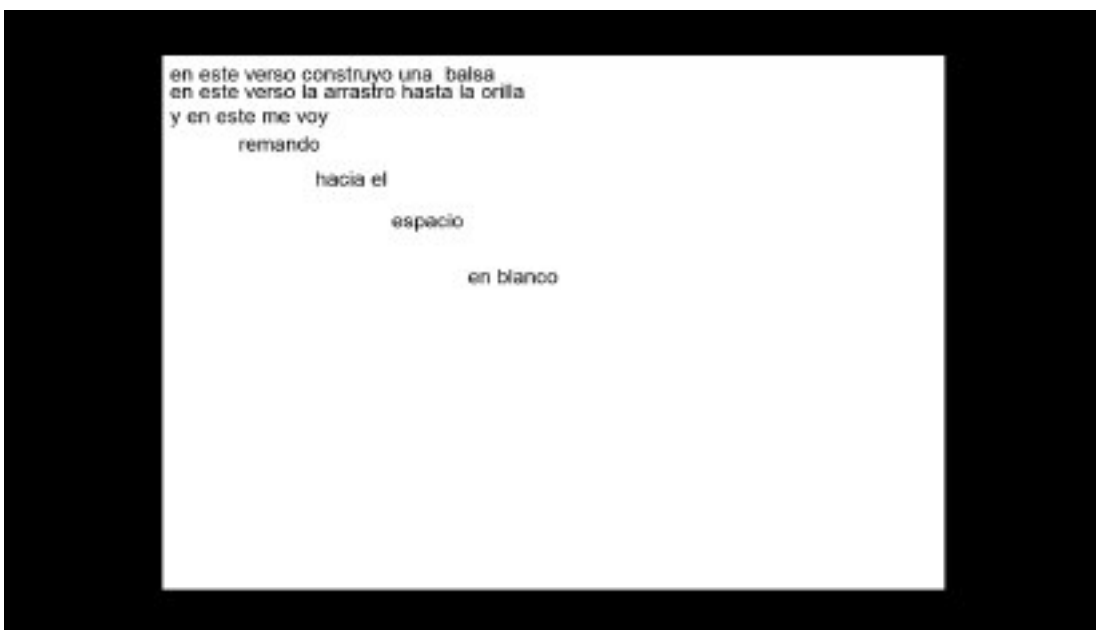 en este verso construyo una  balsa
en este verso la arrastro hasta la orilla
y en este me voy
remando
hacia el
espacio
en blanco